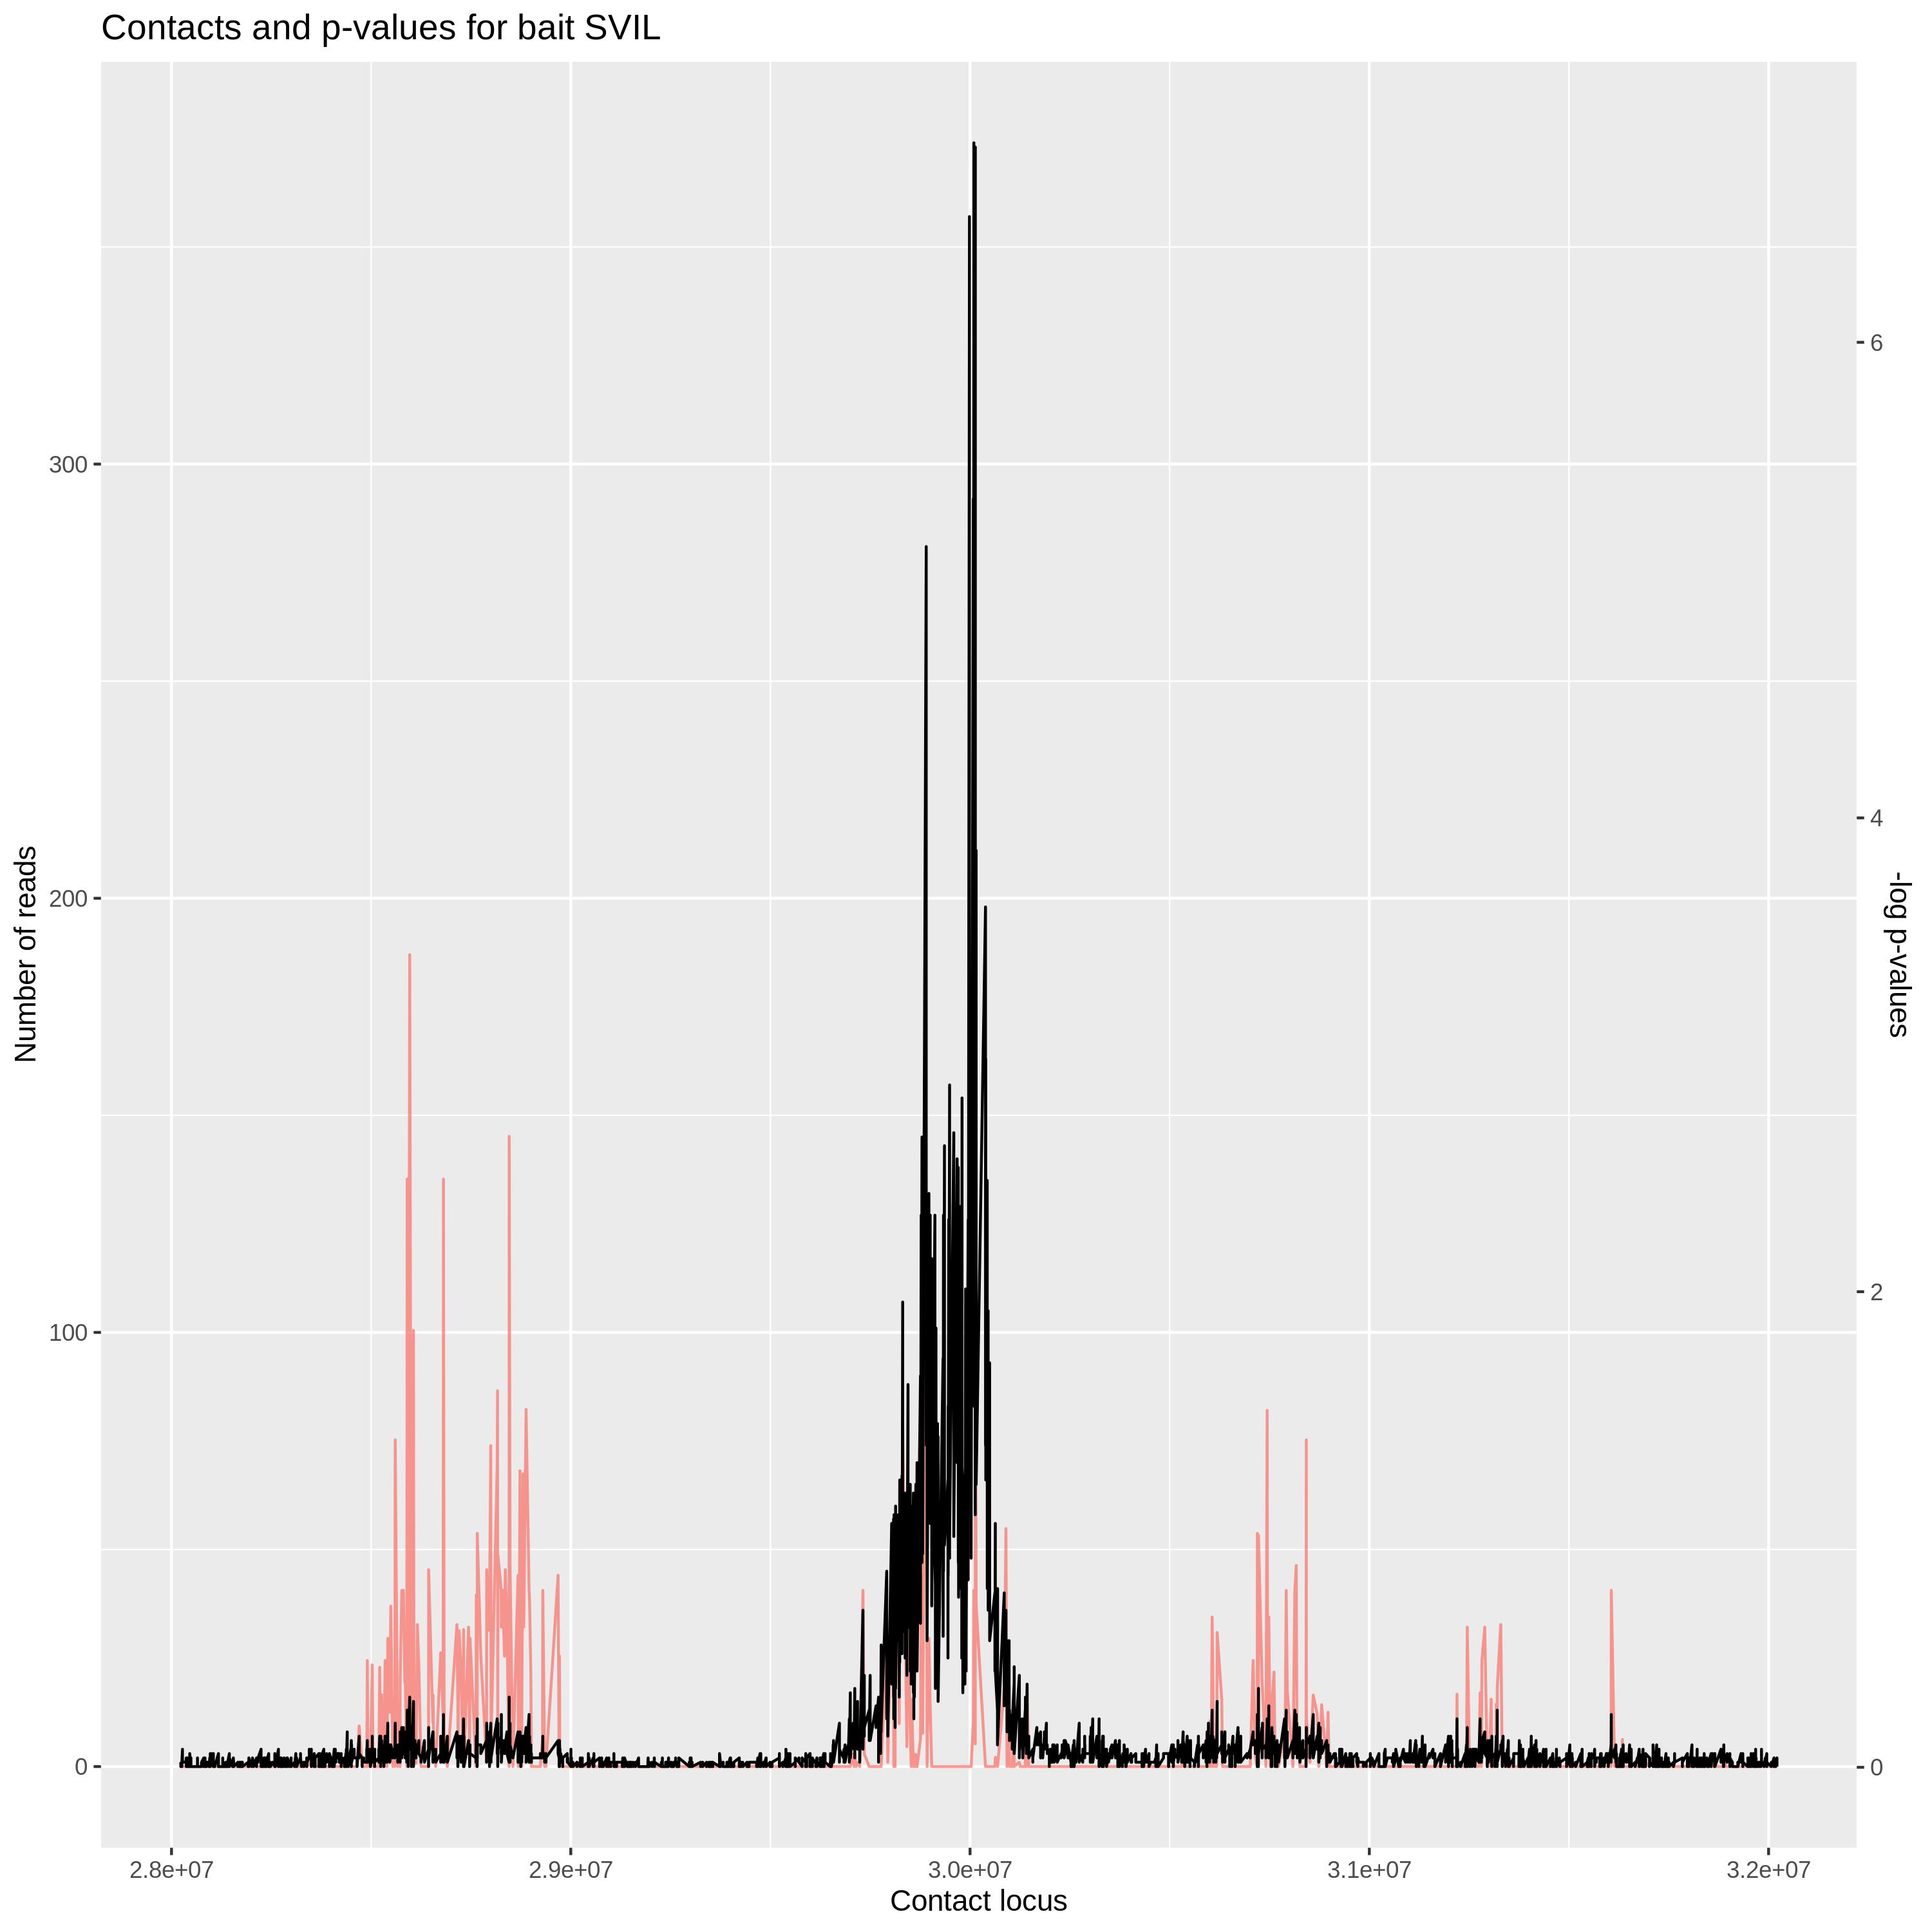 Contacts and p-values for bait SVIL
300
200
100
0
Number of reads
6
4
2
0
-log p-values
2.8e+07
2.9e+07
3.0e+07
3.1e+07
3.2e+07
Contact locus